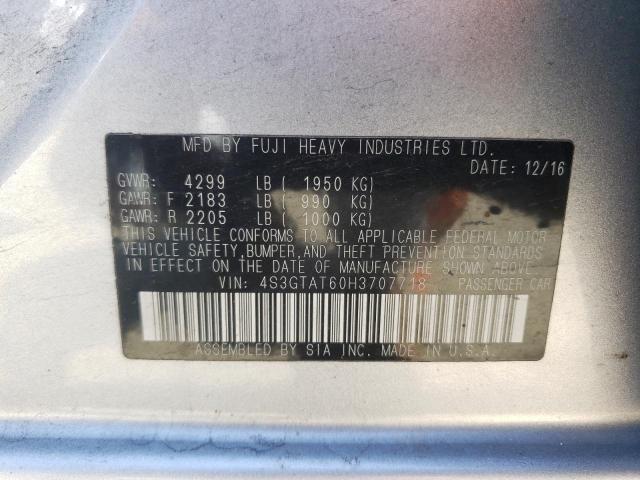 MFD BY FUJI HEAVY INDUSTRIES LTD.
DATE: 12/16
GVWR: 4299 LB ( 1950 KG)
GAWR: F 2183 LB ( 990 KG)
GAWR: R 2205 LB ( 1000 KG)
THIS VEHICLE CONFORMS TO ALL APPLICABLE FEDERAL MOTOR
VEHICLE SAFETY, BUMPER, AND THEFT PREVENTION STANDARDS
IN EFFECT ON THE DATE OF MANUFACTURE SHOWN ABOVE.
VIN: 4S3GTAT60H3707718 PASSENGER CAR
ASSEMBLED BY SIA INC. MADE IN U.S.A.